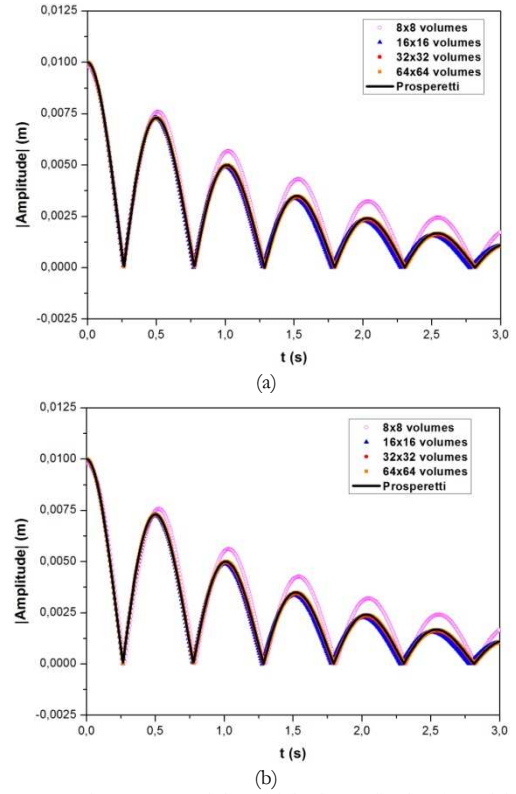 0,0125
0,0100
0,0075
0,0050
0,0025
0,0000
-0,0025
|Amplitude| (m)
8x8 volumes
16x16 volumes
32x32 volumes
64x64 volumes
Prosperetti
0,0 0,5 1,0 1,5 2,0 2,5 3,0
t (s)
(a)
0,0125
0,0100
0,0075
0,0050
0,0025
0,0000
-0,0025
|Amplitude| (m)
8x8 volumes
16x16 volumes
32x32 volumes
64x64 volumes
Prosperetti
0,0 0,5 1,0 1,5 2,0 2,5 3,0
t (s)
(b)